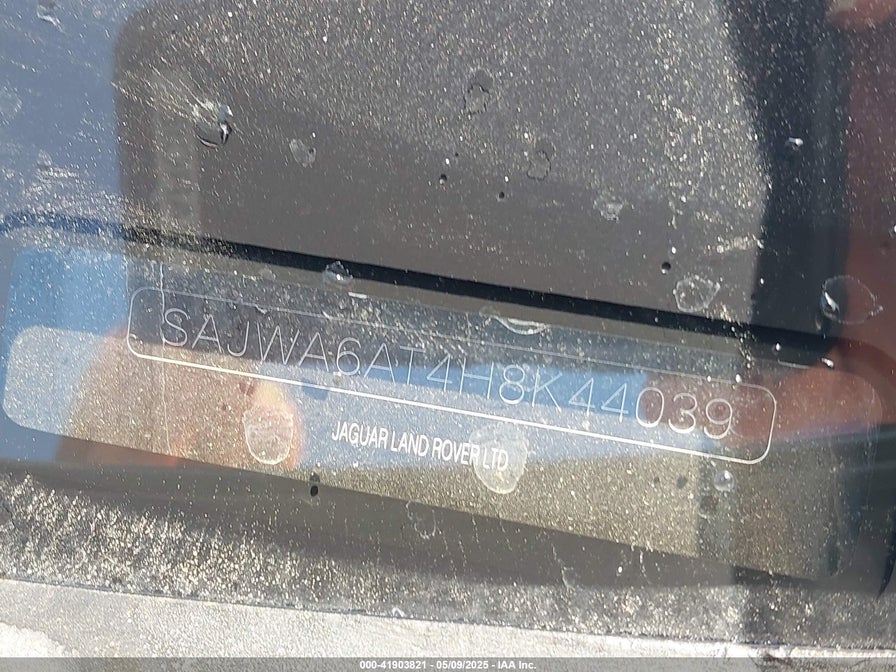 SAJWA6AT4H8K44039
JAGUAR LAND ROVER LTD
000-41903821 - 05/09/2025 - IAA Inc.